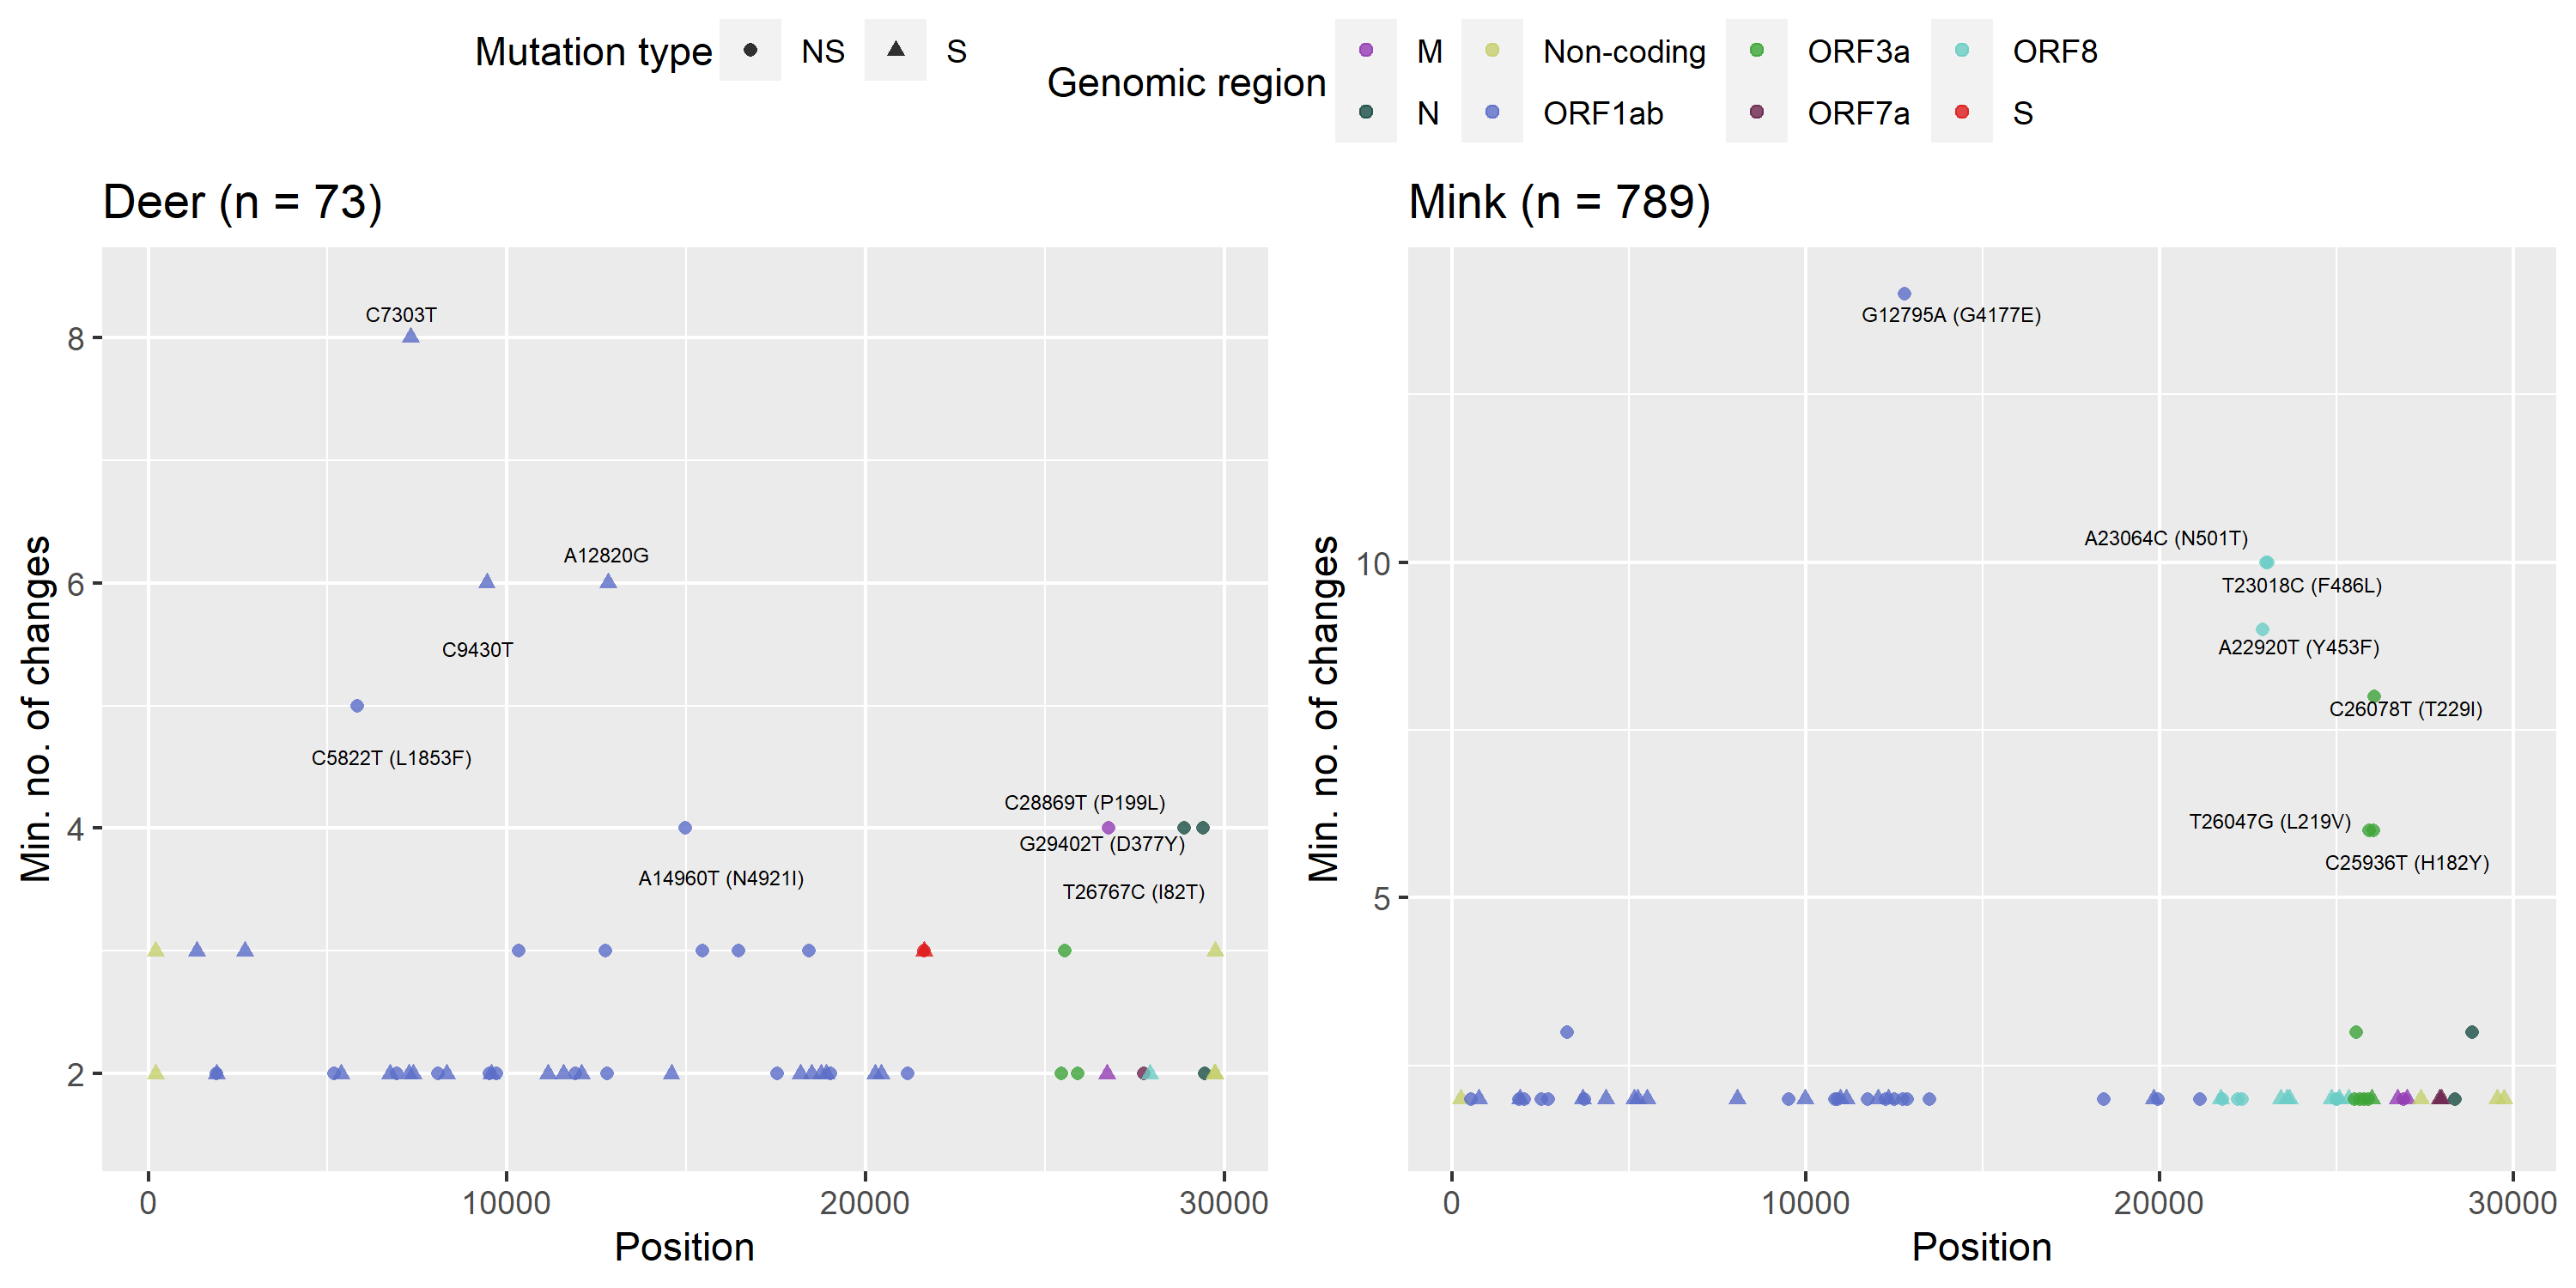 Mutation type NS S
Genomic region M Non-coding ORF3a ORF8
N ORF1ab ORF7a S
Deer (n = 73)
C7303T
A12820G
C9430T
C5822T (L1853F)
C28869T (P199L)
G29402T (D377Y)
A14960T (N4921I)
T26767C (I82T)
8
6
4
2
Min. no. of changes
0 10000 20000 30000
Position
Mink (n = 789)
G12795A (G4177E)
A23064C (N501T)
T23018C (F486L)
A22920T (Y453F)
C26078T (T229I)
T26047G (L219V)
C25936T (H182Y)
10
5
Min. no. of changes
0 10000 20000 30000
Position